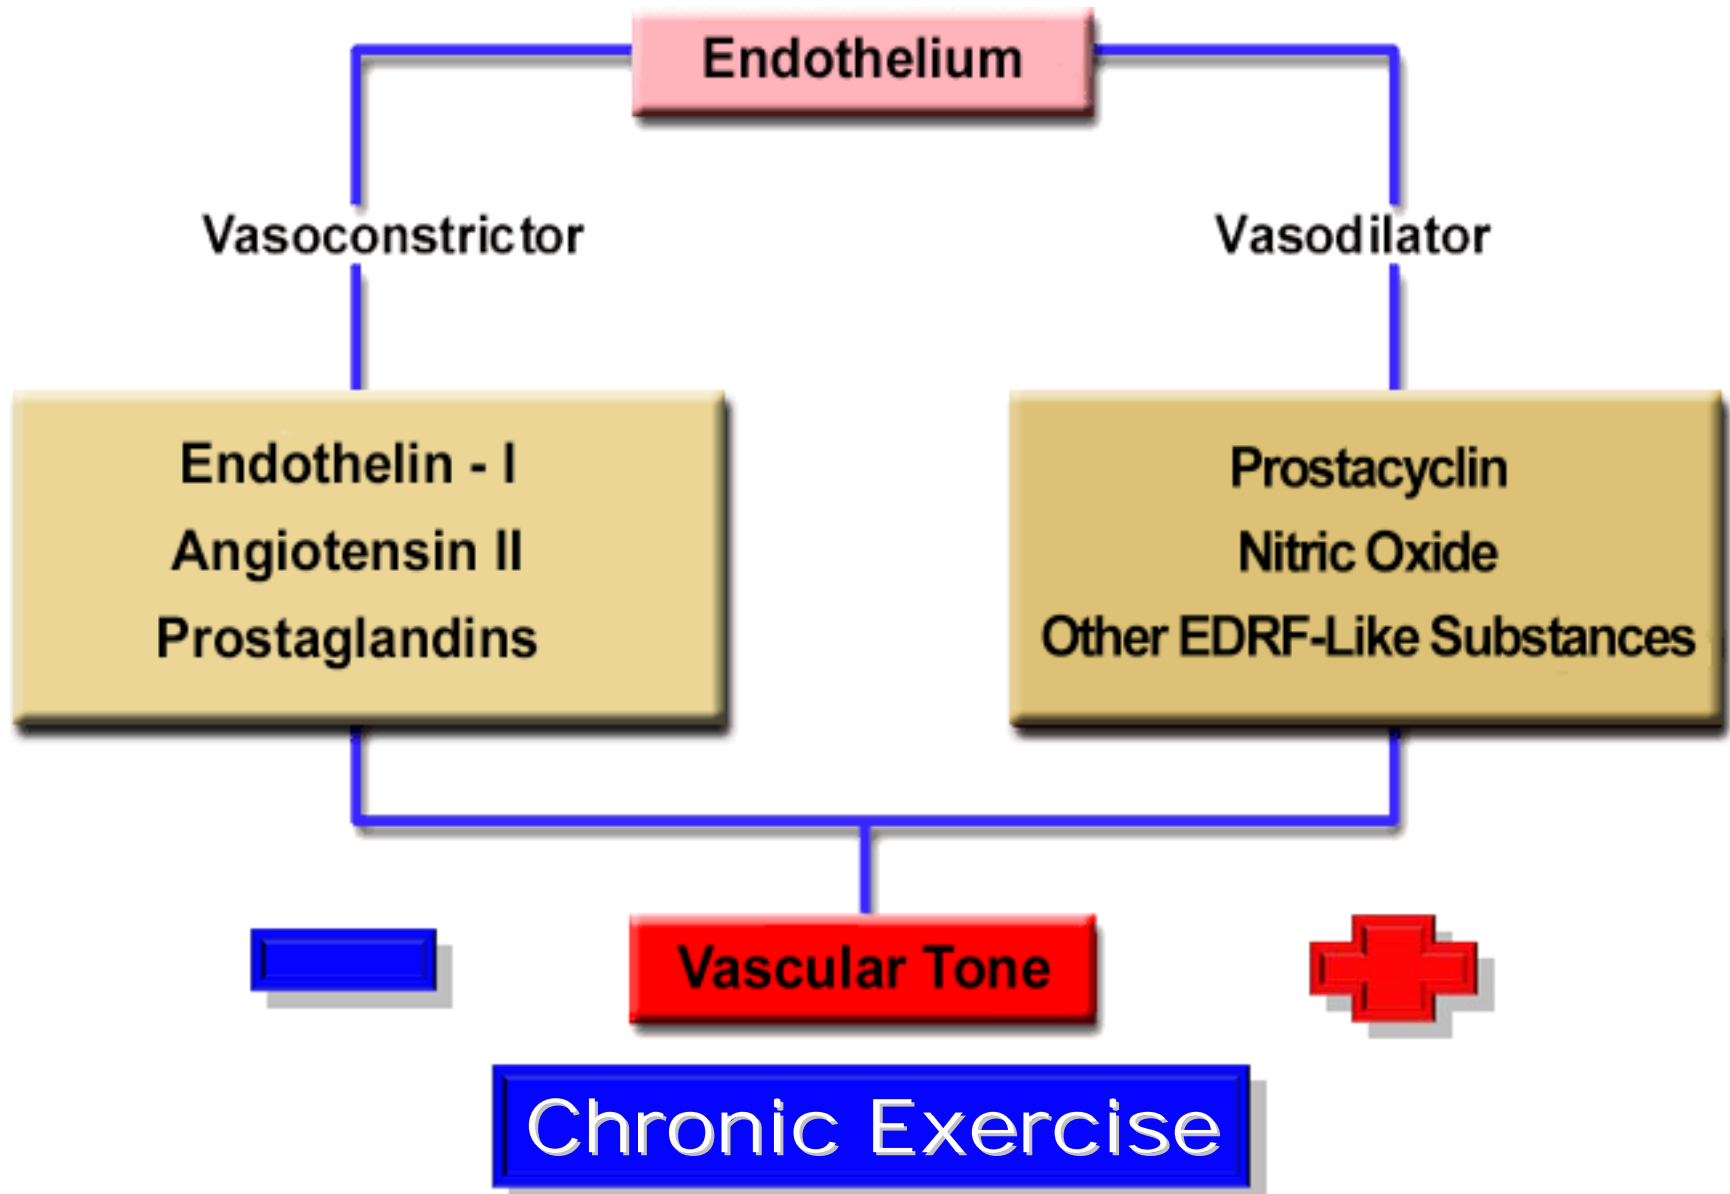 Endothelium
Vasoconstrictor
Vasodilator
Endothelin - I
Angiotensin II
Prostaglandins
Prostacyclin
Nitric Oxide
Other EDRF-Like Substances
Vascular Tone
Chronic Exercise